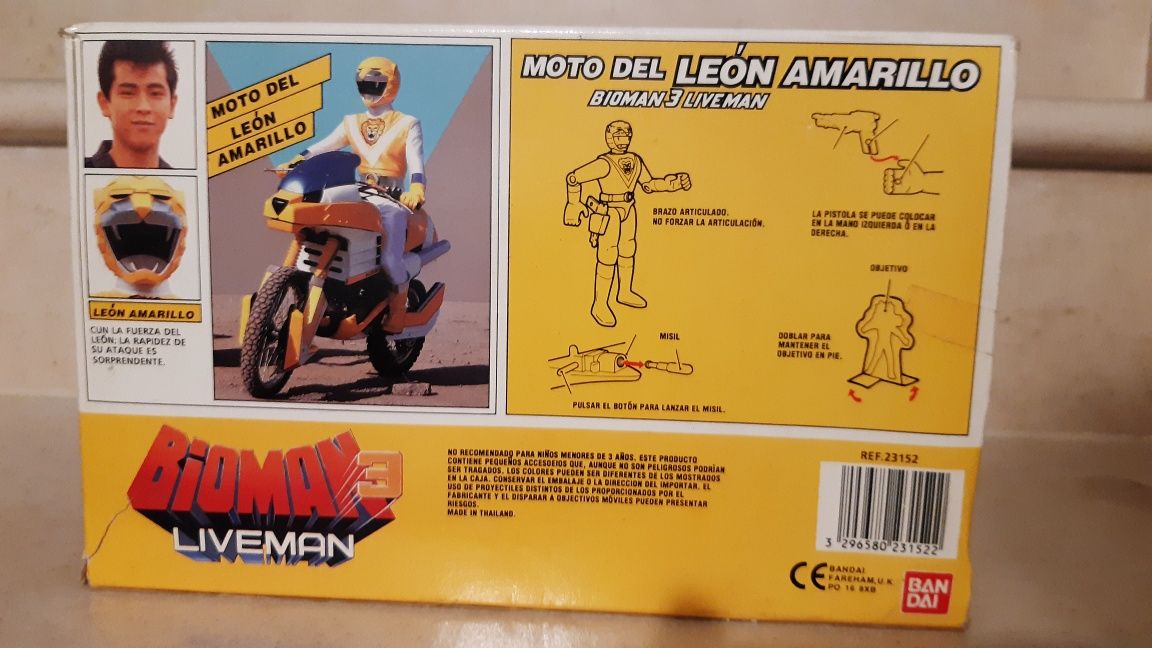 MOTO DEL
LEÓN
AMARILLO
LEÓN AMARILLO
CUN LA FUERZA DEL
LEÓN; LA RAPIDEZ DE
SU ATAQUE ES
SORPRENDENTE.
MOTO DEL LEÓN AMARILLO
BIOMAN 3 LIVEMAN
BRAZO ARTICULADO.
NO FORZAR LA ARTICULACIÓN.
LA PISTOLA SE PUEDE COLOCAR
EN LA MANO IZQUIERDA O EN LA
DERECHA.
OBJETIVO
DOBLAR PARA
MANTENER EL
OBJETIVO EN PIE.
MISIL
PULSAR EL BOTÓN PARA LANZAR EL MISIL.
BIOMAN 3
LIVEMAN
NO RECOMENDADO PARA NIÑOS MENORES DE 3 AÑOS. ESTE PRODUCTO
CONTIENE PEQUEÑOS ACCESOEIOS QUE, AUNQUE NO SON PELIGROSOS PODRÍAN
SER TRAGADOS. LOS COLORES PUEDEN SER DIFERENTES DE LOS MOSTRADOS
EN LA CAJA. CONSERVAR EL EMBALAJE O LA DIRECCION DEL IMPORTAR. EL
USO DE PROYECTILES DISTINTOS DE LOS PROPORCIONADOS POR EL
FABRICANTE Y EL DISPARAR A OBJECTIVOS MÓVILES PUEDEN PRESENTAR
RIESGOS.
MADE IN THAILAND.
REF.23152
3 296580 231522
CE
BANDAI
FAREHAM, U.K.
PO 16 8XB
BAN
DAI